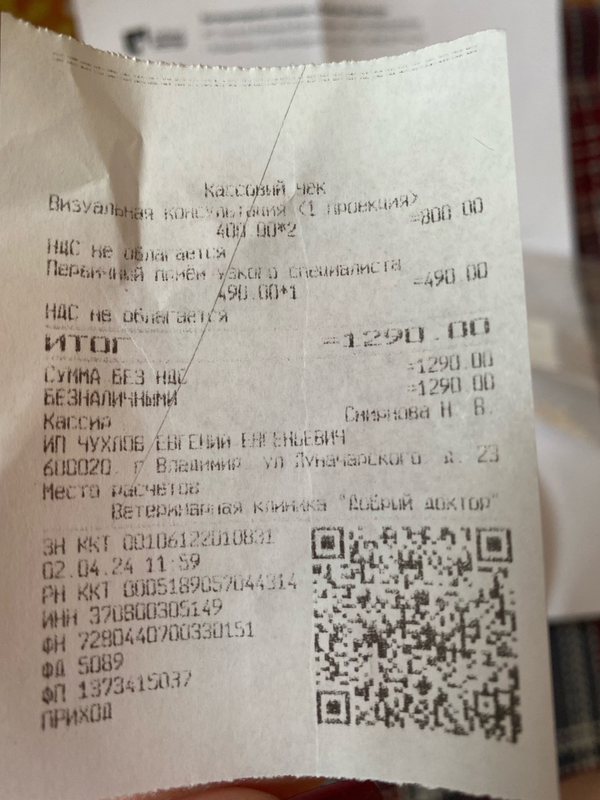 Кассовый чек
Визуальная консультация (1 проекция)
400.00*2 =800.00
НДС не облагается
Первичный приём узкого специалиста
490.00*1 =490.00
НДС не облагается
ИТОГ =1290.00
СУММА БЕЗ НДС =1290.00
БЕЗНАЛИЧНЫМИ =1290.00
Кассир Смирнова Н. В.
ИП ЧУХЛОВ ЕВГЕНИЙ ЕВГЕНЬЕВИЧ
600020, г Владимир, ул Луначарского, д. 23
Место расчетов
Ветеринарная клиника "Добрый доктор"
ЗН ККТ 00106122010831
02.04.24 11:59
РН ККТ 0005189057044314
ИНН 370800305149
ФН 7280440700330151
ФД 5089
ФП 1373415037
ПРИХОД